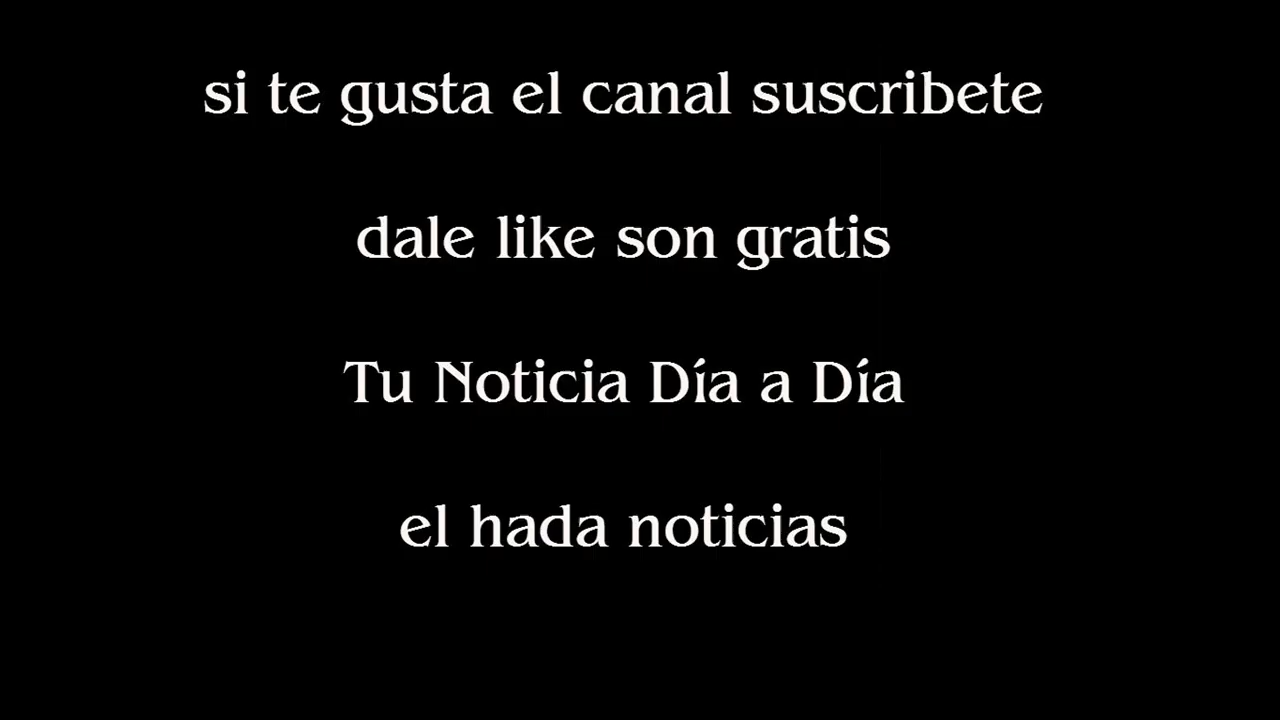 si te gusta el canal suscribete
dale like son gratis
Tu Noticia Día a Día
el hada noticias